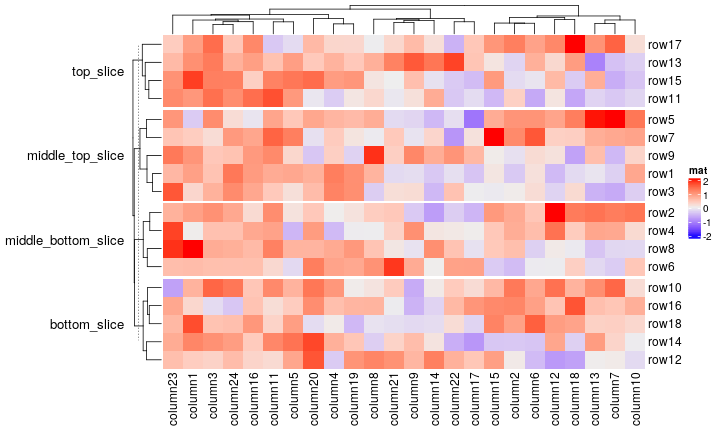 top_slice
middle_top_slice
middle_bottom_slice
bottom_slice
row17
row13
row15
row11
row5
row7
row9
row1
row3
row2
row4
row8
row6
row10
row16
row18
row14
row12
column23
column1
column3
column24
column16
column11
column5
column20
column4
column19
column8
column21
column9
column14
column22
column17
column15
column2
column6
column12
column18
column13
column7
column10
mat
2
1
0
-1
-2